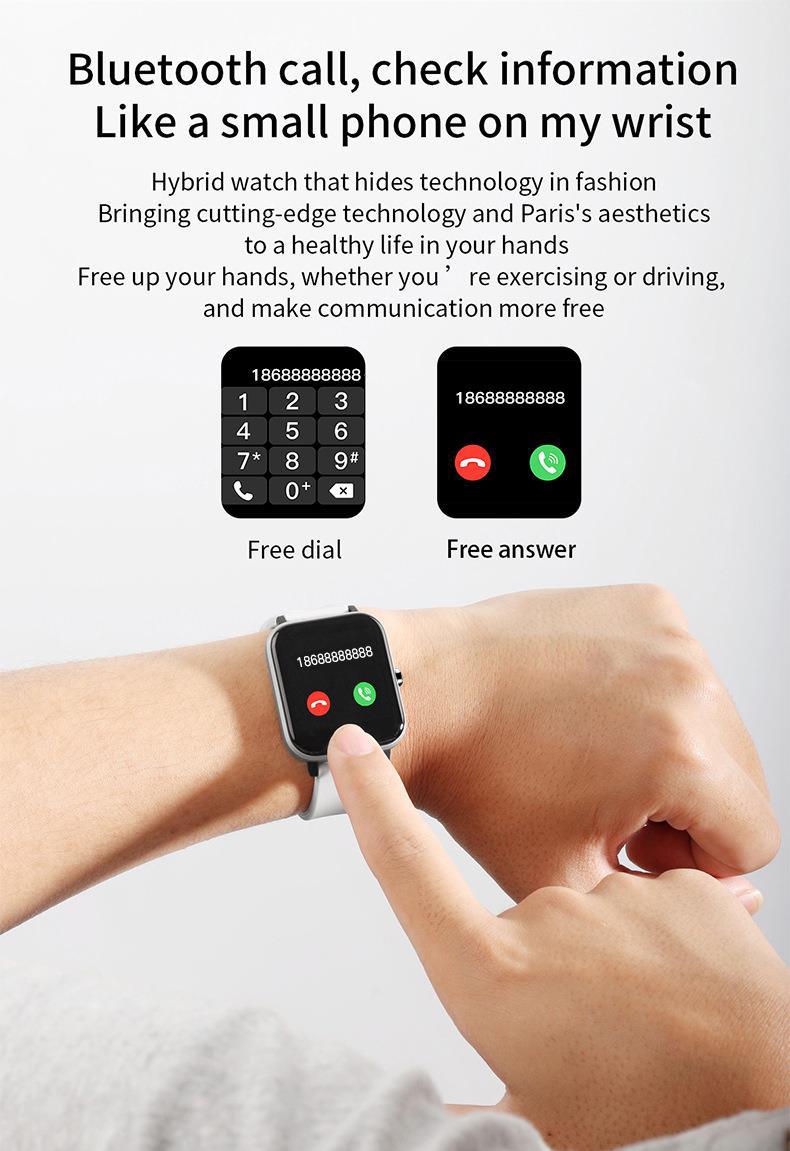 Bluetooth call, check information
Like a small phone on my wrist
Hybrid watch that hides technology in fashion
Bringing cutting-edge technology and Paris's aesthetics
to a healthy life in your hands
Free up your hands, whether you’ re exercising or driving,
and make communication more free
18688888888
1 2 3
4 5 6
7* 8 9#
0+
18688888888
Free dial
Free answer
18688888888